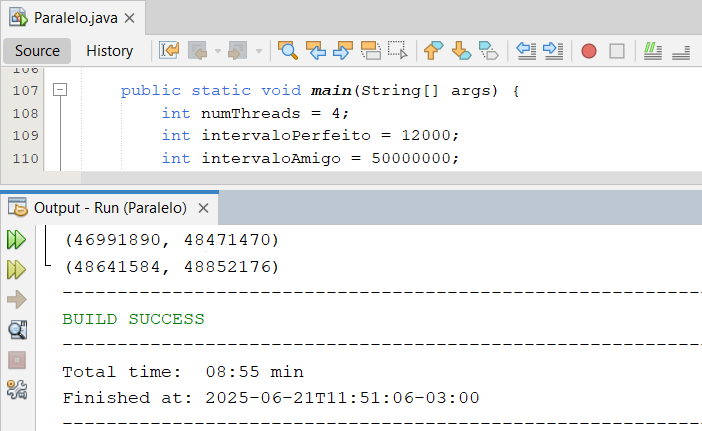 Paralelo.java
Source History
106
107 public static void main(String[] args) {
108 int numThreads = 4;
109 int intervaloPerfeito = 12000;
110 int intervaloAmigo = 50000000;
Output - Run (Paralelo)
(46991890, 48471470)
(48641584, 48852176)
------------------------------------------------------------
BUILD SUCCESS
------------------------------------------------------------
Total time:  08:55 min
Finished at: 2025-06-21T11:51:06-03:00
------------------------------------------------------------